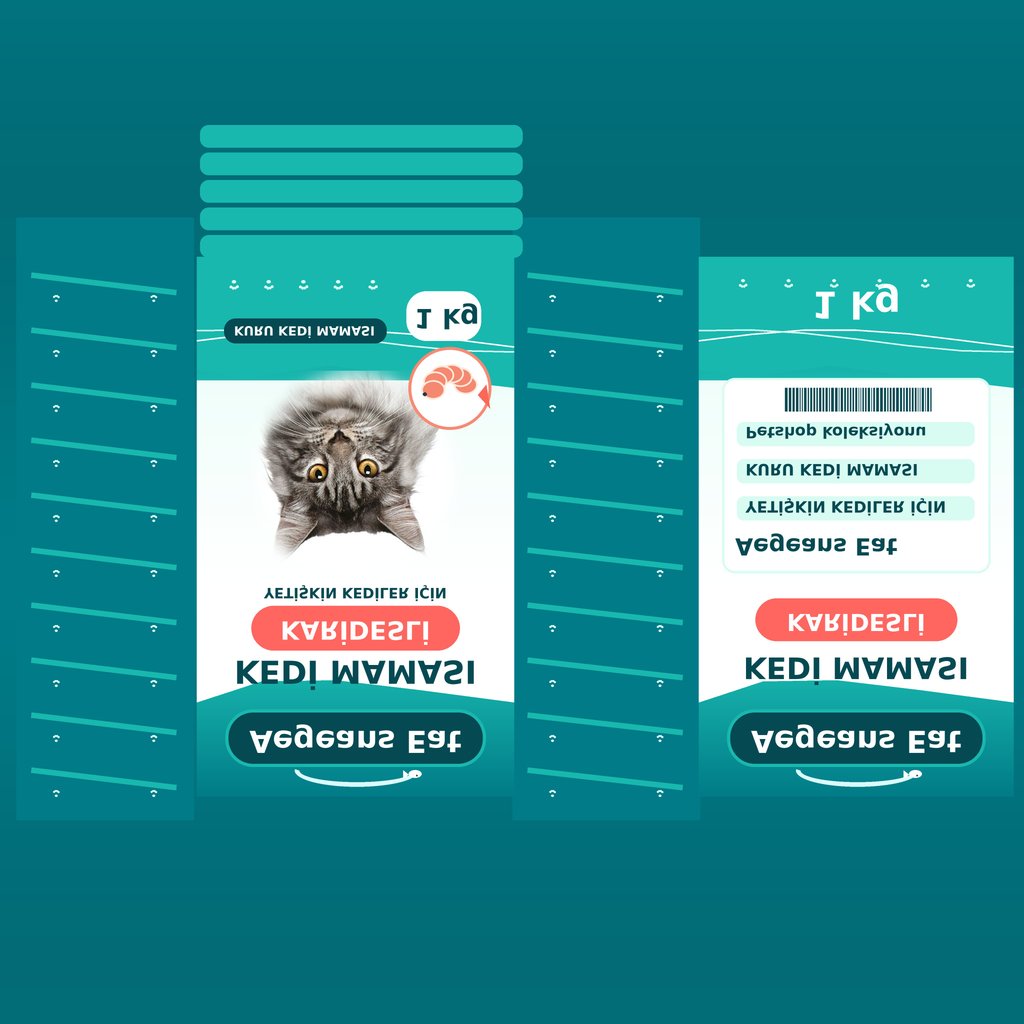 Aegeans Eat
KEDİ MAMASI
KARİDESLİ
YETİŞKİN KEDİLER İÇİN
KURU KEDİ MAMASI
1 kg
Aegeans Eat
KEDİ MAMASI
KARİDESLİ
Aegeans Eat
YETİŞKİN KEDİLER İÇİN
KURU KEDİ MAMASI
Petshop koleksiyonu
1 kg